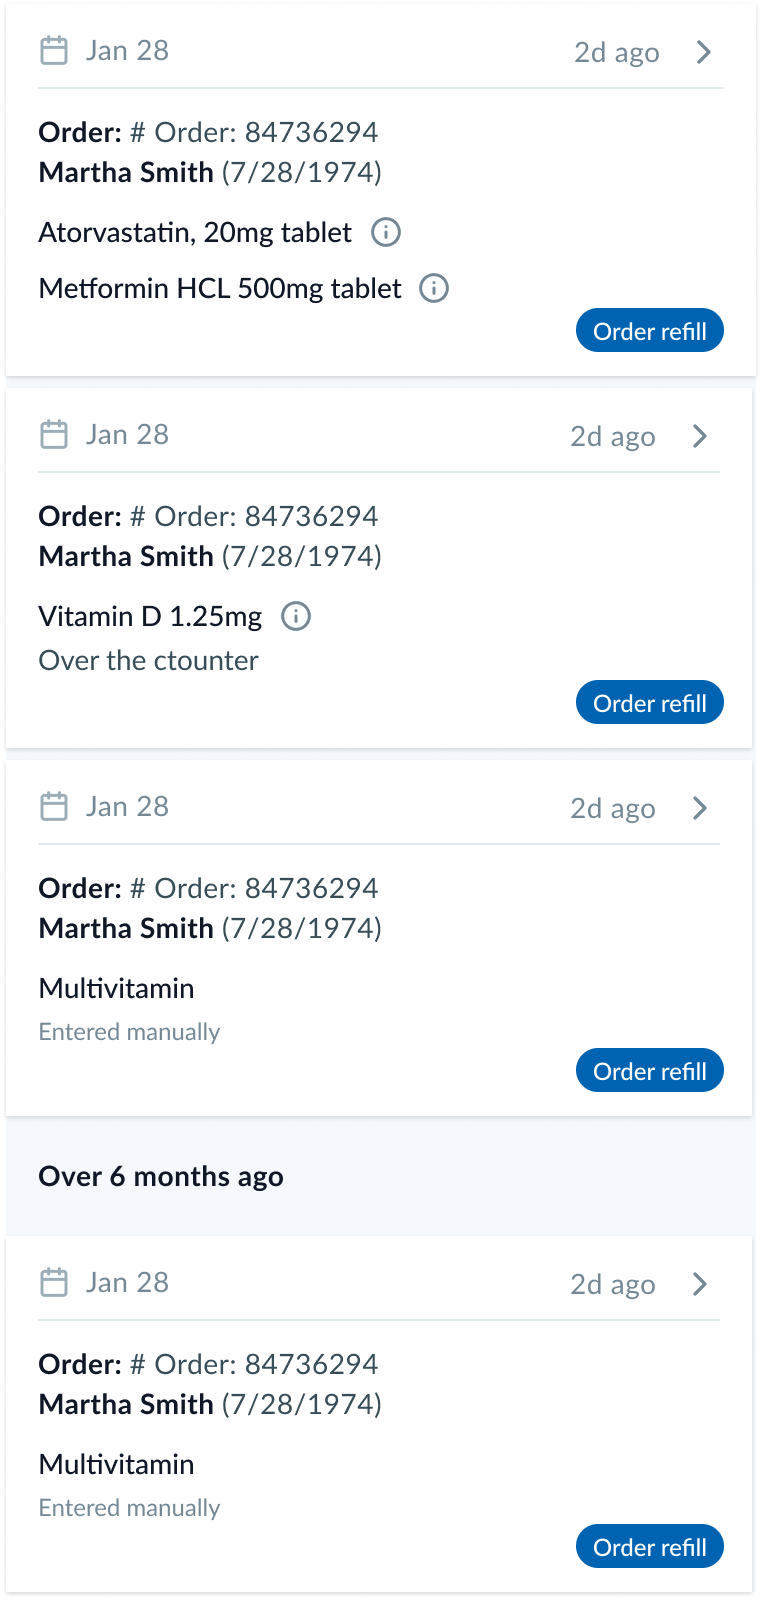 Jan 28 2d ago
Order: # Order: 84736294
Martha Smith (7/28/1974)
Atorvastatin, 20mg tablet
Metformin HCL 500mg tablet
Order refill
Jan 28 2d ago
Order: # Order: 84736294
Martha Smith (7/28/1974)
Vitamin D 1.25mg
Over the ctounter
Order refill
Jan 28 2d ago
Order: # Order: 84736294
Martha Smith (7/28/1974)
Multivitamin
Entered manually
Order refill
Over 6 months ago
Jan 28 2d ago
Order: # Order: 84736294
Martha Smith (7/28/1974)
Multivitamin
Entered manually
Order refill